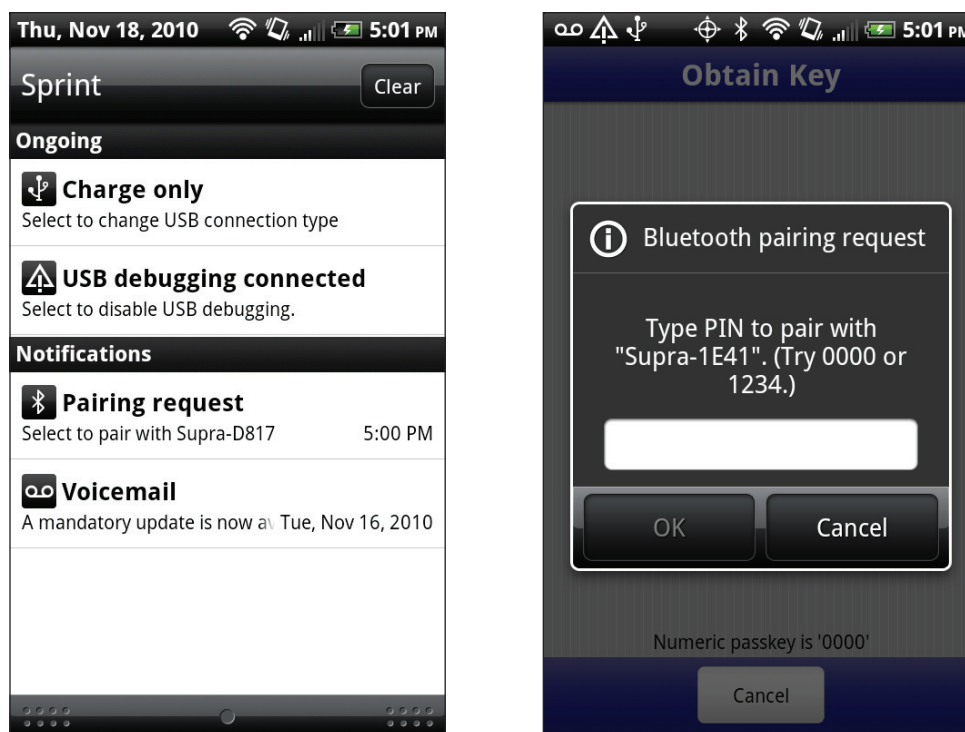 Thu, Nov 18, 2010 5:01 PM
Sprint
Clear
Ongoing
Charge only
Select to change USB connection type
USB debugging connected
Select to disable USB debugging.
Notifications
Pairing request
Select to pair with Supra-D817 5:00 PM
Voicemail
A mandatory update is now av Tue, Nov 16, 2010
5:01 PM
Obtain Key
Bluetooth pairing request
Type PIN to pair with
"Supra-1E41". (Try 0000 or
1234.)
OK Cancel
Numeric passkey is '0000'
Cancel